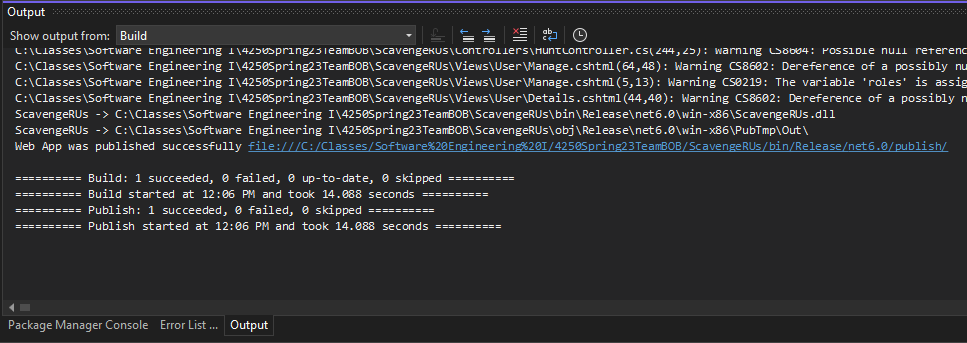 Output
Show output from: Build
C:\Classes\Software Engineering I\4250Spring23TeamBOB\ScavengeRUs\Controllers\HuntController.cs(244,25): Warning CS8604: Possible null referenc
C:\Classes\Software Engineering I\4250Spring23TeamBOB\ScavengeRUs\Views\User\Manage.cshtml(64,48): Warning CS8602: Dereference of a possibly nu
C:\Classes\Software Engineering I\4250Spring23TeamBOB\ScavengeRUs\Views\User\Manage.cshtml(5,13): Warning CS0219: The variable 'roles' is assig
C:\Classes\Software Engineering I\4250Spring23TeamBOB\ScavengeRUs\Views\User\Details.cshtml(44,40): Warning CS8602: Dereference of a possibly n
ScavengeRUs -> C:\Classes\Software Engineering I\4250Spring23TeamBOB\ScavengeRUs\bin\Release\net6.0\win-x86\ScavengeRUs.dll
ScavengeRUs -> C:\Classes\Software Engineering I\4250Spring23TeamBOB\ScavengeRUs\obj\Release\net6.0\win-x86\PubTmp\Out\
Web App was published successfully file:///C:/Classes/Software%20Engineering%20I/4250Spring23TeamBOB/ScavengeRUs/bin/Release/net6.0/publish/
========== Build: 1 succeeded, 0 failed, 0 up-to-date, 0 skipped ==========
========== Build started at 12:06 PM and took 14.088 seconds ==========
========== Publish: 1 succeeded, 0 failed, 0 skipped ==========
========== Publish started at 12:06 PM and took 14.088 seconds ==========
Package Manager Console Error List ... Output